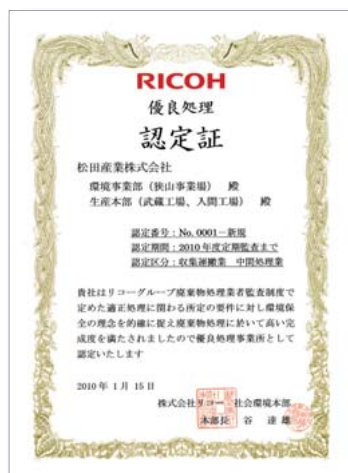 RICOH
優良処理
認定証
松田産業株式会社
環境事業部（狭山事業場） 殿
生産本部（武蔵工場、入間工場） 殿
認定番号：No. 0001－新規
認定期間：2010年度定期監査まで
認定区分：収集運搬業 中間処理業
貴社はリコーグループ廃棄物処理業者監査制度で
定めた適正処理に関わる所定の要件に対し環境保
全の理念を的確に捉え廃棄物処理に於いて高い完
成度を満たされましたので優良処理事業所として
認定いたします
2010年 1月 15日
株式会社リコー 社会環境本部
本部長 谷 達雄